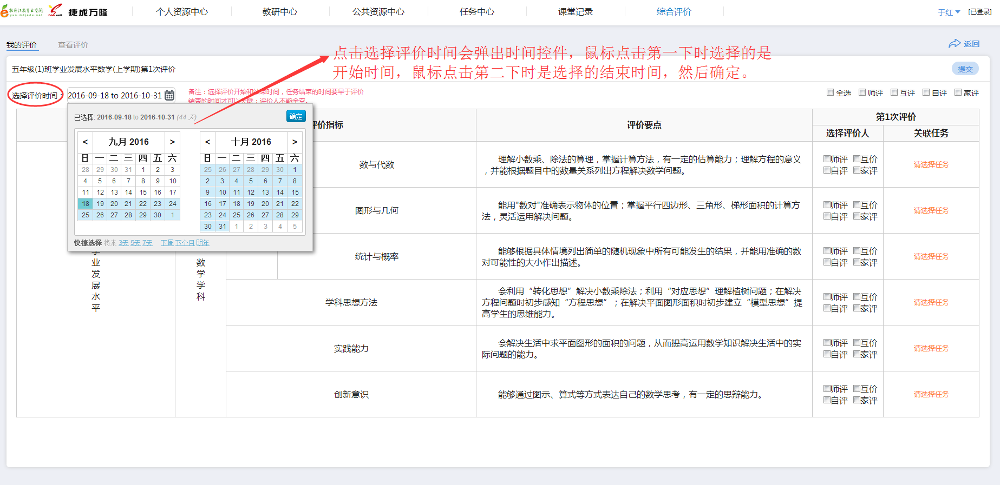 牡丹江教育云空间
捷成万隆
个人资源中心
教研中心
公共资源中心
任务中心
课堂记录
综合评价
于红
[已登录]
我的评价
查看评价
返回
点击选择评价时间会弹出时间控件，鼠标点击第一下时选择的是
开始时间，鼠标点击第二下时是选择的结束时间，然后确定。
五年级(1)班学业发展水平数学(上学期)第1次评价
提交
选择评价时间：
2016-09-18 to 2016-10-31
备注：选择评价开始和结束时间，任务结束的时间要早于评价
结束的时间才可以关联；评价人不能全空。
全选 师评 互评 自评 家评
已选择: 2016-09-18 to 2016-10-31 (44 天)
确定
< 九月 2016 >
日 一 二 三 四 五 六
28 29 30 31 1 2 3
4 5 6 7 8 9 10
11 12 13 14 15 16 17
18 19 20 21 22 23 24
25 26 27 28 29 30 1
< 十月 2016 >
日 一 二 三 四 五 六
25 26 27 28 29 30 1
2 3 4 5 6 7 8
9 10 11 12 13 14 15
16 17 18 19 20 21 22
23 24 25 26 27 28 29
30 31 1 2 3 4 5
快捷选择 将来 3天 5天 7天 下周 下个月 明年
评价指标
评价要点
第1次评价
选择评价人
关联任务
学
业
发
展
水
平
数
学
学
科
数与代数
理解小数乘、除法的算理，掌握计算方法，有一定的估算能力；理解方程的意义
，并能根据题目中的数量关系列出方程解决数学问题。
师评 互价
自评 家评
请选择任务
图形与几何
能用"数对"准确表示物体的位置；掌握平行四边形、三角形、梯形面积的计算方
法，灵活运用解决问题。
师评 互价
自评 家评
请选择任务
统计与概率
能够根据具体情境列出简单的随机现象中所有可能发生的结果，并能用准确的数
对可能性的大小作出描述。
师评 互价
自评 家评
请选择任务
学科思想方法
会利用“转化思想”解决小数乘除法；利用“对应思想”理解植树问题；在解决
方程问题时初步感知“方程思想”；在解决平面图形面积时初步建立“模型思想”提
高学生的思维能力。
师评 互价
自评 家评
请选择任务
实践能力
会解决生活中求平面图形的面积的问题，从而提高运用数学知识解决生活中的实
际问题的能力。
师评 互价
自评 家评
请选择任务
创新意识
能够通过图示、算式等方式表达自己的数学思考，有一定的思辩能力。
师评 互价
自评 家评
请选择任务